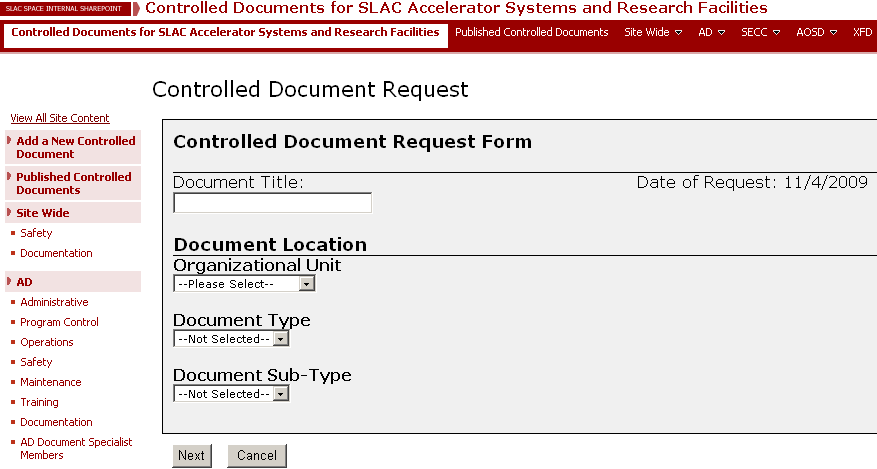 SLAC SPACE INTERNAL SHAREPOINT Controlled Documents for SLAC Accelerator Systems and Research Facilities
Controlled Documents for SLAC Accelerator Systems and Research Facilities Published Controlled Documents Site Wide AD SECC AOSD XFD
Controlled Document Request
View All Site Content
Add a New Controlled
Document
Published Controlled
Documents
Site Wide
Safety
Documentation
AD
Administrative
Program Control
Operations
Safety
Maintenance
Training
Documentation
AD Document Specialist
Members
Controlled Document Request Form
Document Title: Date of Request: 11/4/2009
Document Location
Organizational Unit
--Please Select--
Document Type
--Not Selected--
Document Sub-Type
--Not Selected--
Next Cancel